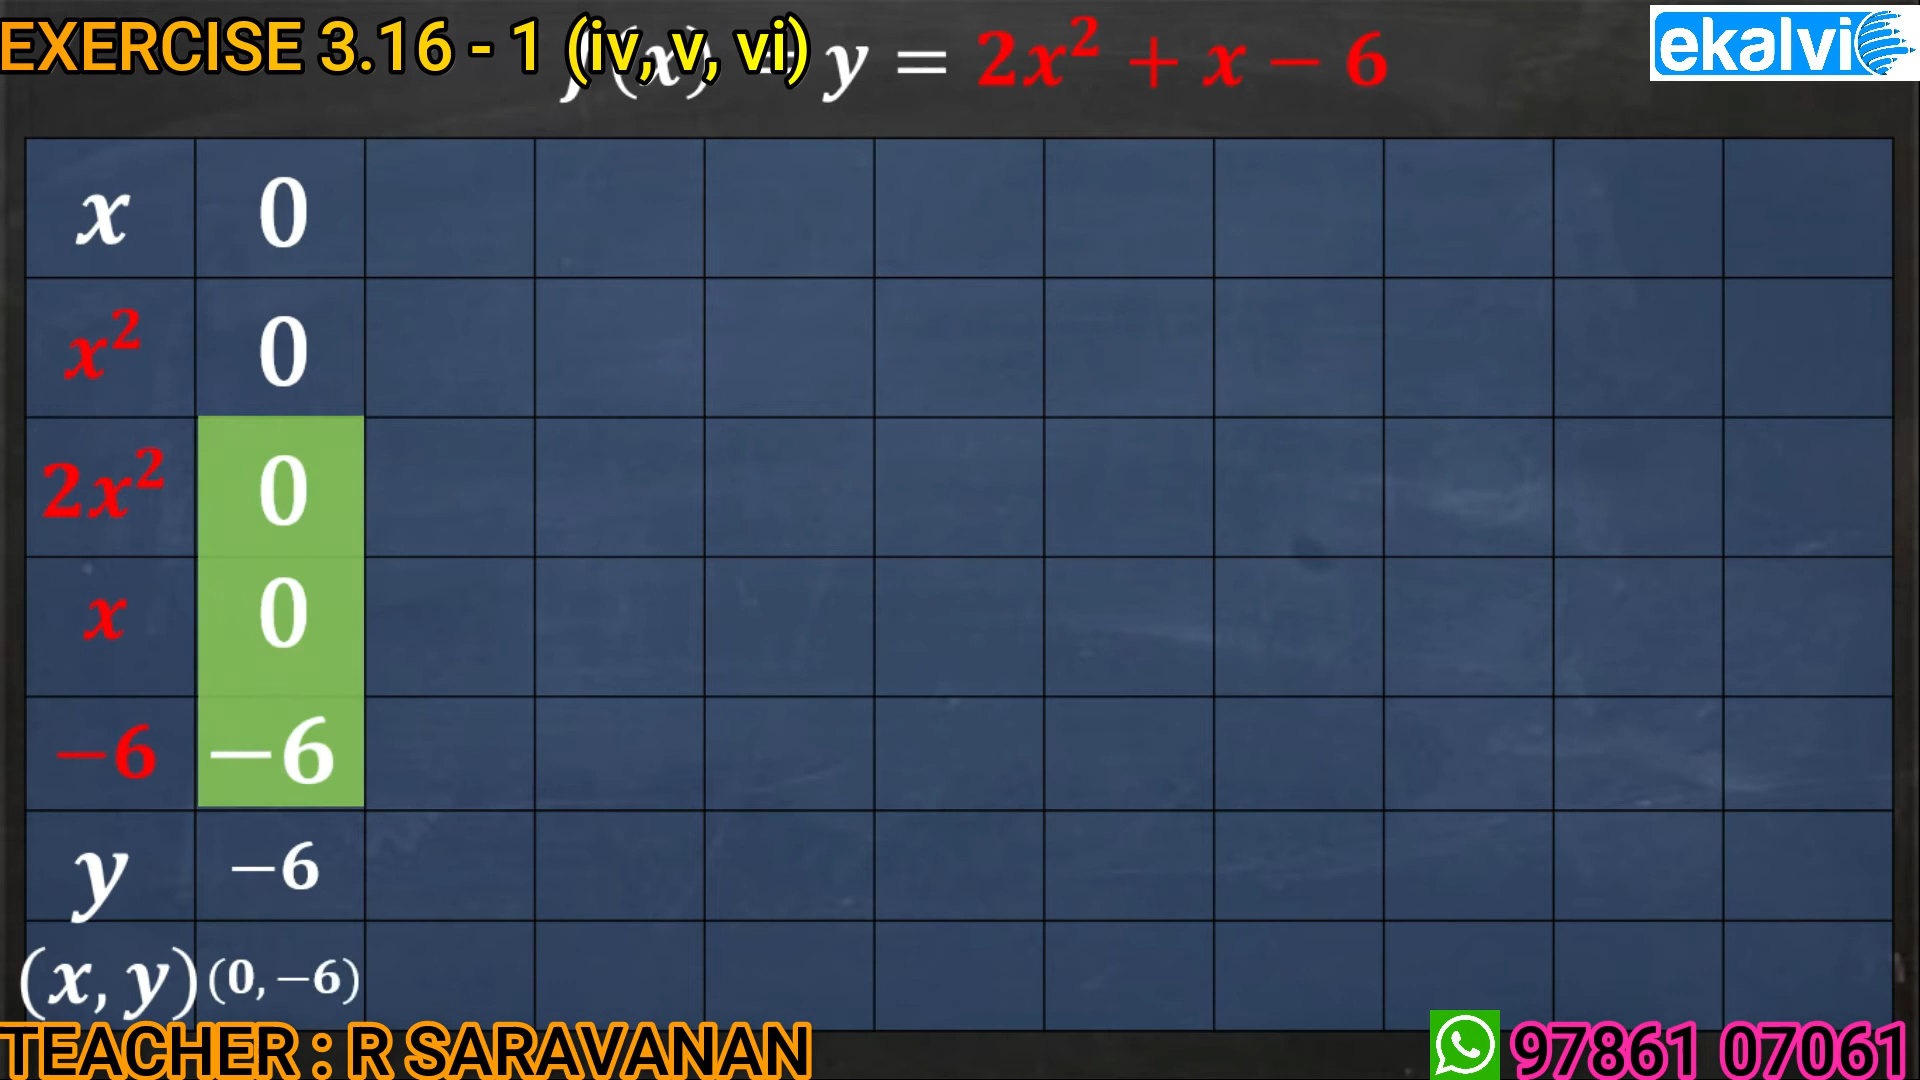 EXERCISE 3.16 - 1 (iv,v, vi)
f(x) = y = 2x² + x − 6
ekalvi
x 0
x² 0
2x² 0
x 0
−6 −6
y −6
(x, y) (0, −6)
TEACHER : R SARAVANAN
97861 07061